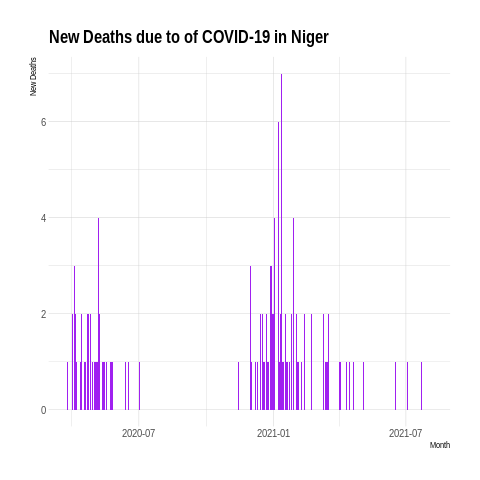 New Deaths due to of COVID-19 in Niger
New Deaths
6
4
2
0
2020-07 2021-01 2021-07
Month